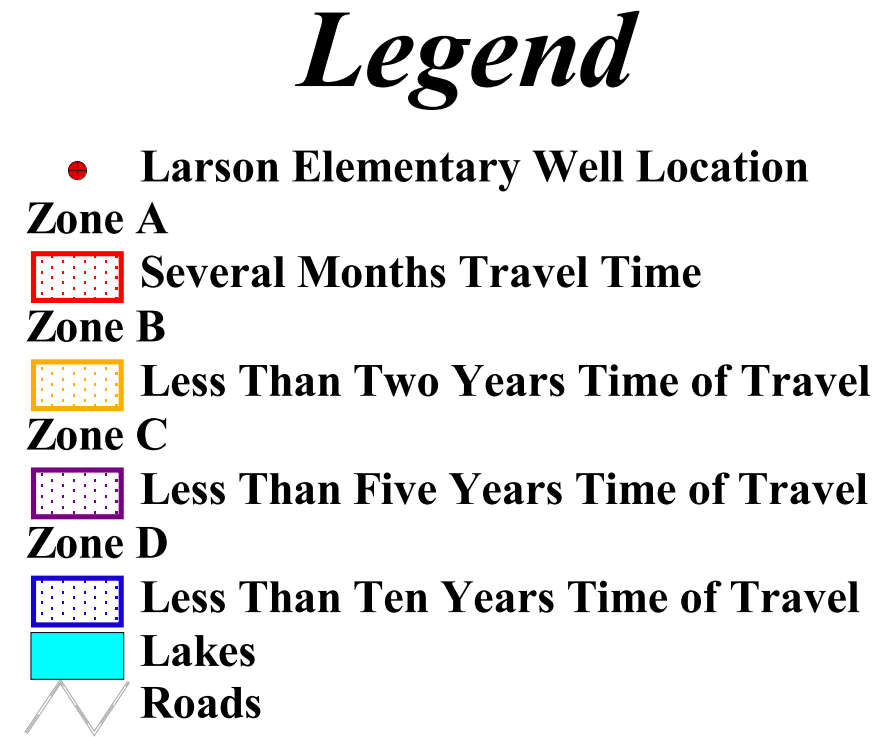 Legend
Larson Elementary Well Location
Zone A
Several Months Travel Time
Zone B
Less Than Two Years Time of Travel
Zone C
Less Than Five Years Time of Travel
Zone D
Less Than Ten Years Time of Travel
Lakes
Roads